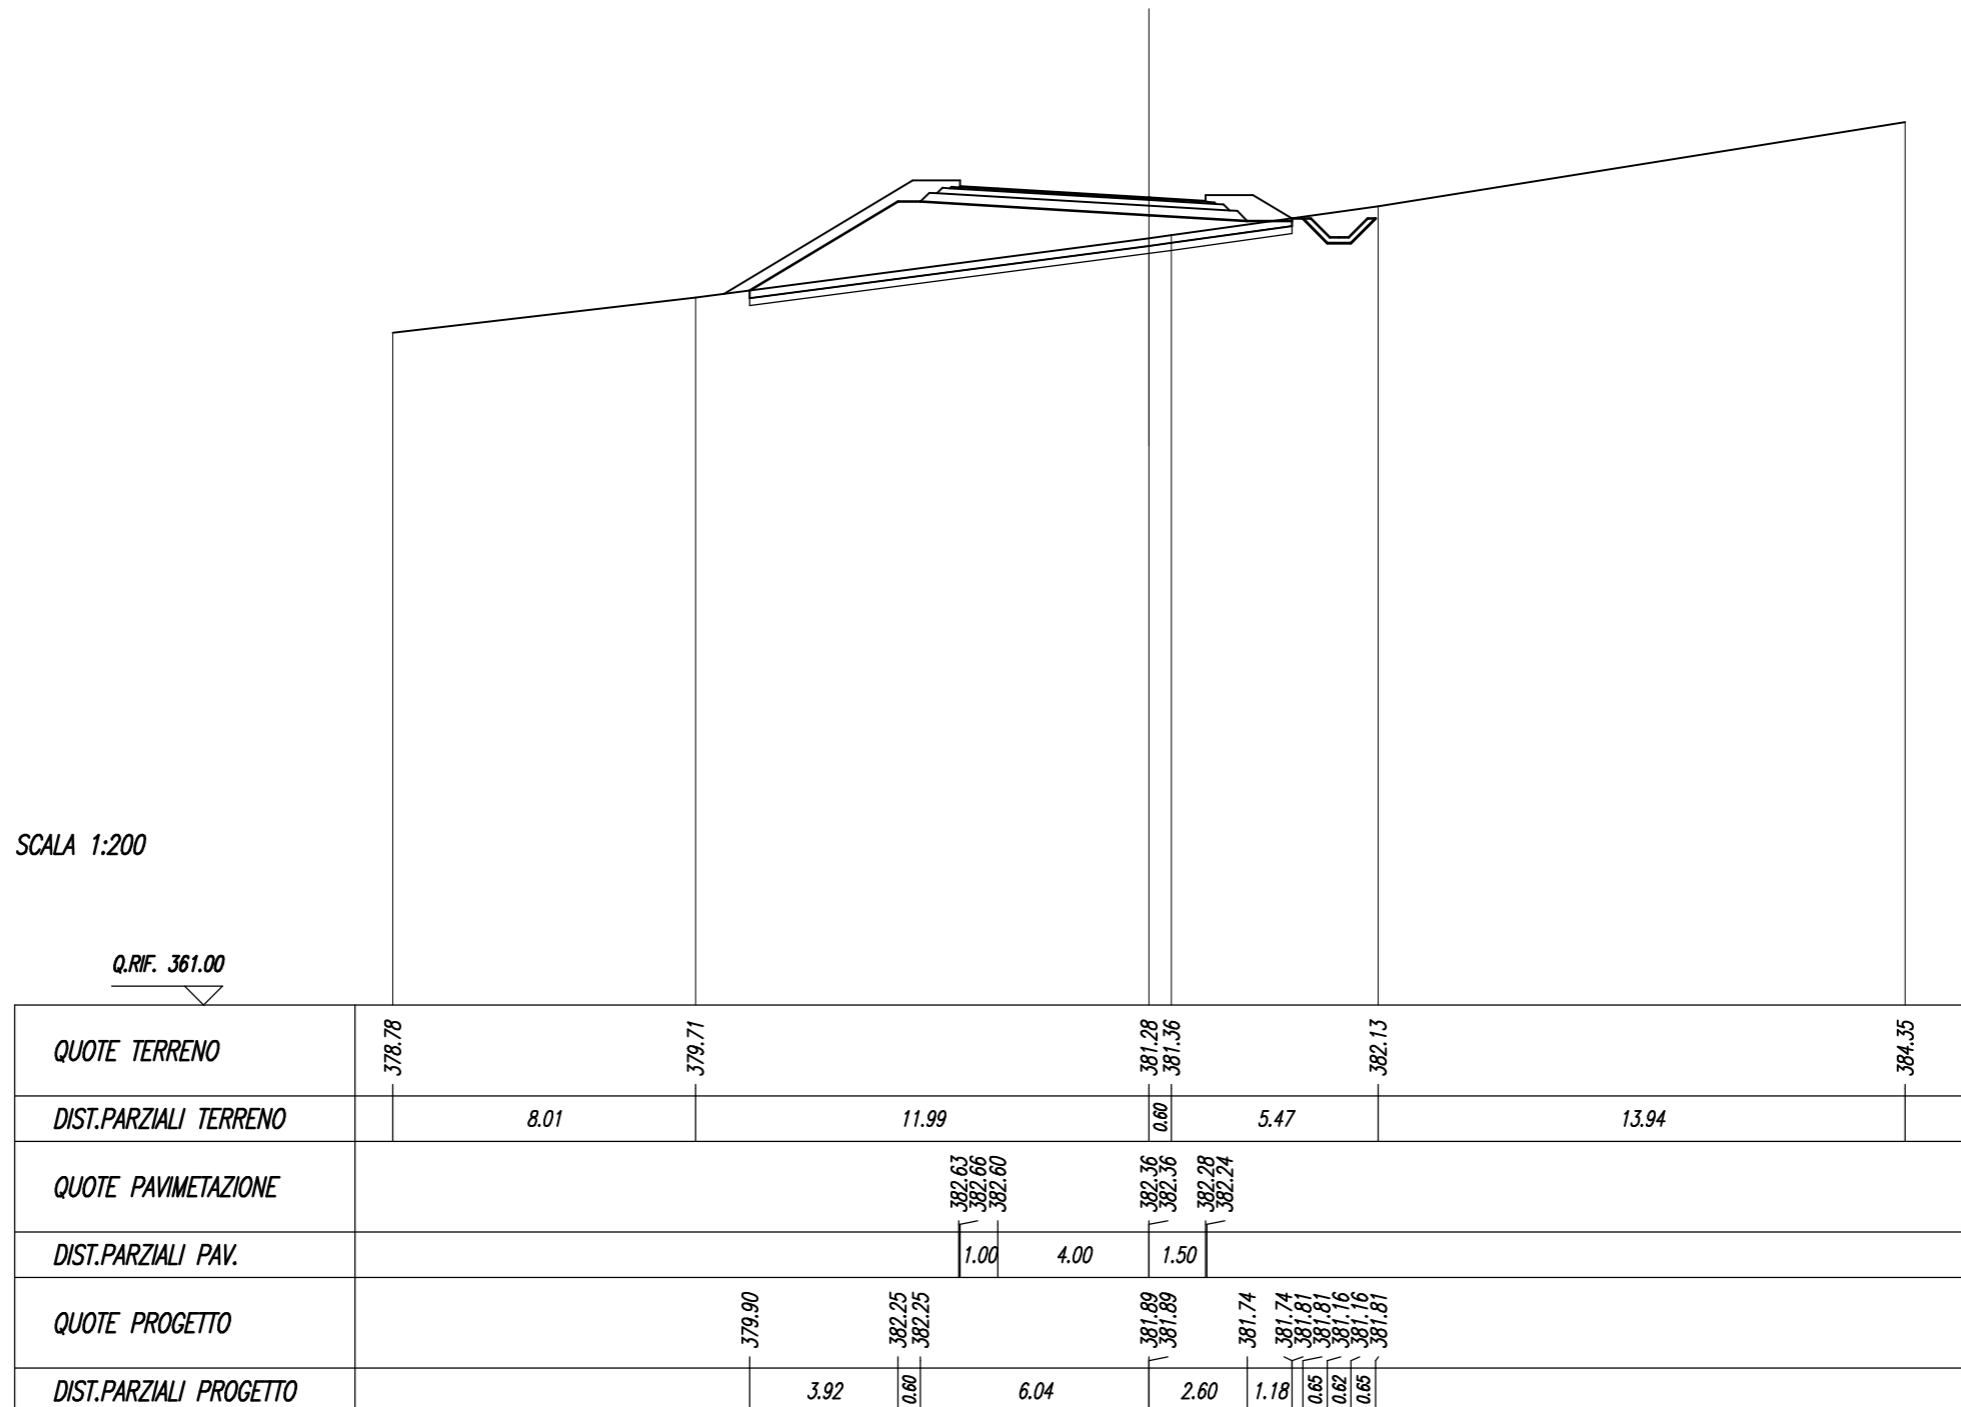 SCALA 1:200
Q.RIF. 361.00
QUOTE TERRENO 378.78 379.71 381.28 381.36 382.13 384.35
DIST.PARZIALI TERRENO 8.01 11.99 0.60 5.47 13.94
QUOTE PAVIMETAZIONE 382.63 382.66 382.60 382.36 382.36 382.28 382.24
DIST.PARZIALI PAV. 1.00 4.00 1.50
QUOTE PROGETTO 379.90 382.25 382.25 381.89 381.89 381.74 381.74 381.81 381.81 381.16 381.16 381.81
DIST.PARZIALI PROGETTO 3.92 0.60 6.04 2.60 1.18 0.65 0.62 0.65